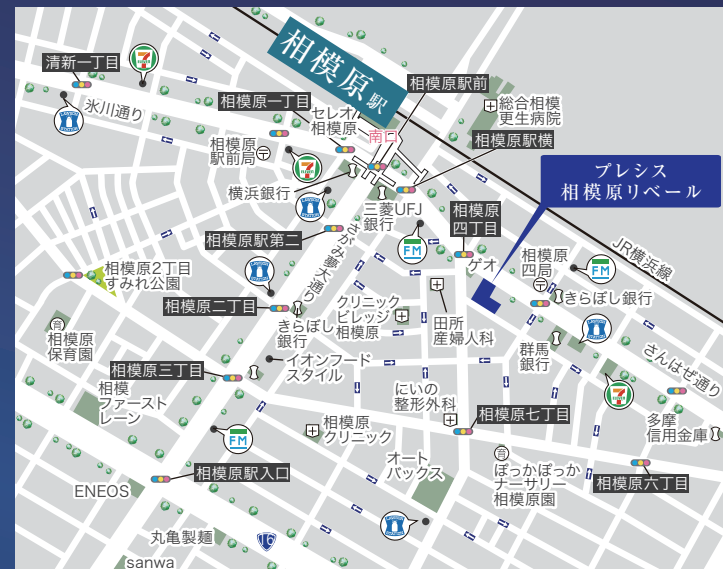 相模原駅
清新一丁目
7
氷川通り
相模原一丁目
セレオ
相模原
南口
相模原駅前
総合相模
更生病院
相模原駅横
相模原
駅前局
7
横浜銀行
三菱UFJ
銀行
FM
相模原
四丁目
プレシス
相模原リベール
相模原駅第二
さがみ夢大通り
ゲオ
相模原
四局
FM
JR横浜線
相模原2丁目
すみれ公園
相模原二丁目
きらぼし
銀行
クリニック
ビレッジ
相模原
田所
産婦人科
きらぼし銀行
育
相模原
保育園
イオンフード
スタイル
群馬
銀行
さんはぜ通り
相模原三丁目
相模
ファースト
レーン
にいの
整形外科
7
相模原七丁目
多摩
信用金庫
FM
相模原
クリニック
オート
バックス
育
ぽっかぽっか
ナーサリー
相模原園
相模原六丁目
相模原駅入口
ENEOS
丸亀製麺
16
sanwa